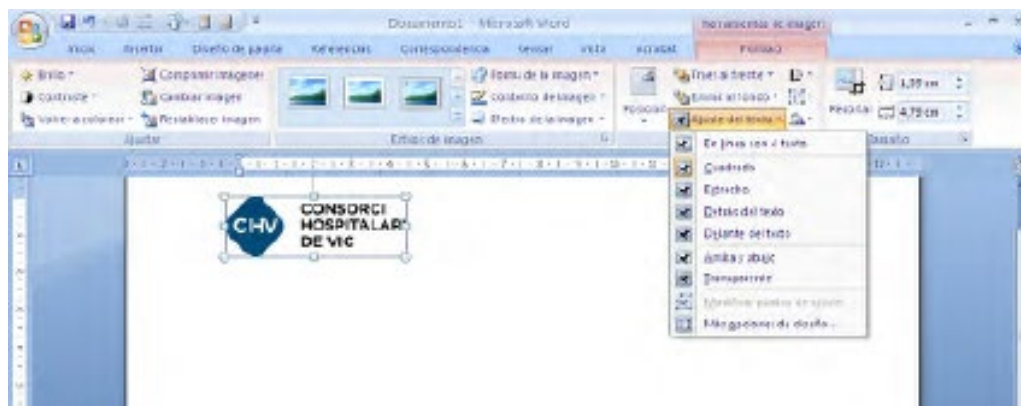 Documento1 - Microsoft Word
Herramientas de imagen
Inicio Insertar Diseño de página Referencias Correspondencia Revisar Vista Acrobat Formato
Brillo Comprimir imágenes Forma de la imagen Traer al frente 1,99 cm
Contraste Cambiar imagen Contorno de imagen Enviar al fondo
Volver a colorear Restablecer imagen Efectos de la imagen Posición Ajuste del texto Recortar 4,79 cm
Ajustar Estilos de imagen Tamaño
En línea con el texto
Cuadrado
Estrecho
Detrás del texto
Delante del texto
Arriba y abajo
Transparente
Modificar puntos de ajuste
Más opciones de diseño...
CHV
CONSORCI
HOSPITALARI
DE VIC